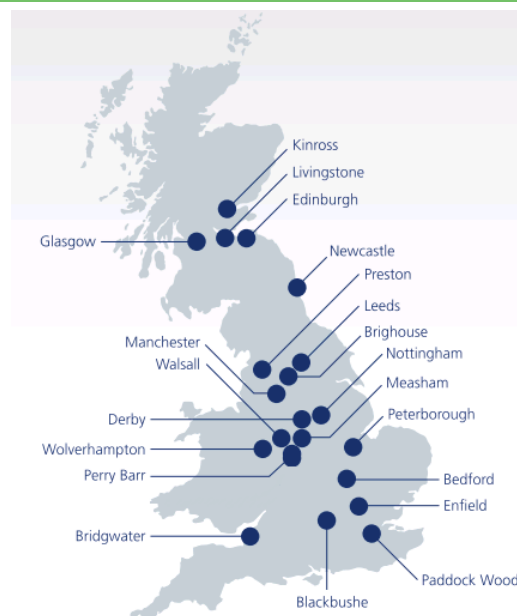 Kinross
Livingstone
Edinburgh
Glasgow
Newcastle
Preston
Leeds
Manchester
Brighouse
Walsall
Nottingham
Measham
Derby
Peterborough
Wolverhampton
Perry Barr
Bedford
Enfield
Bridgwater
Paddock Wood
Blackbushe